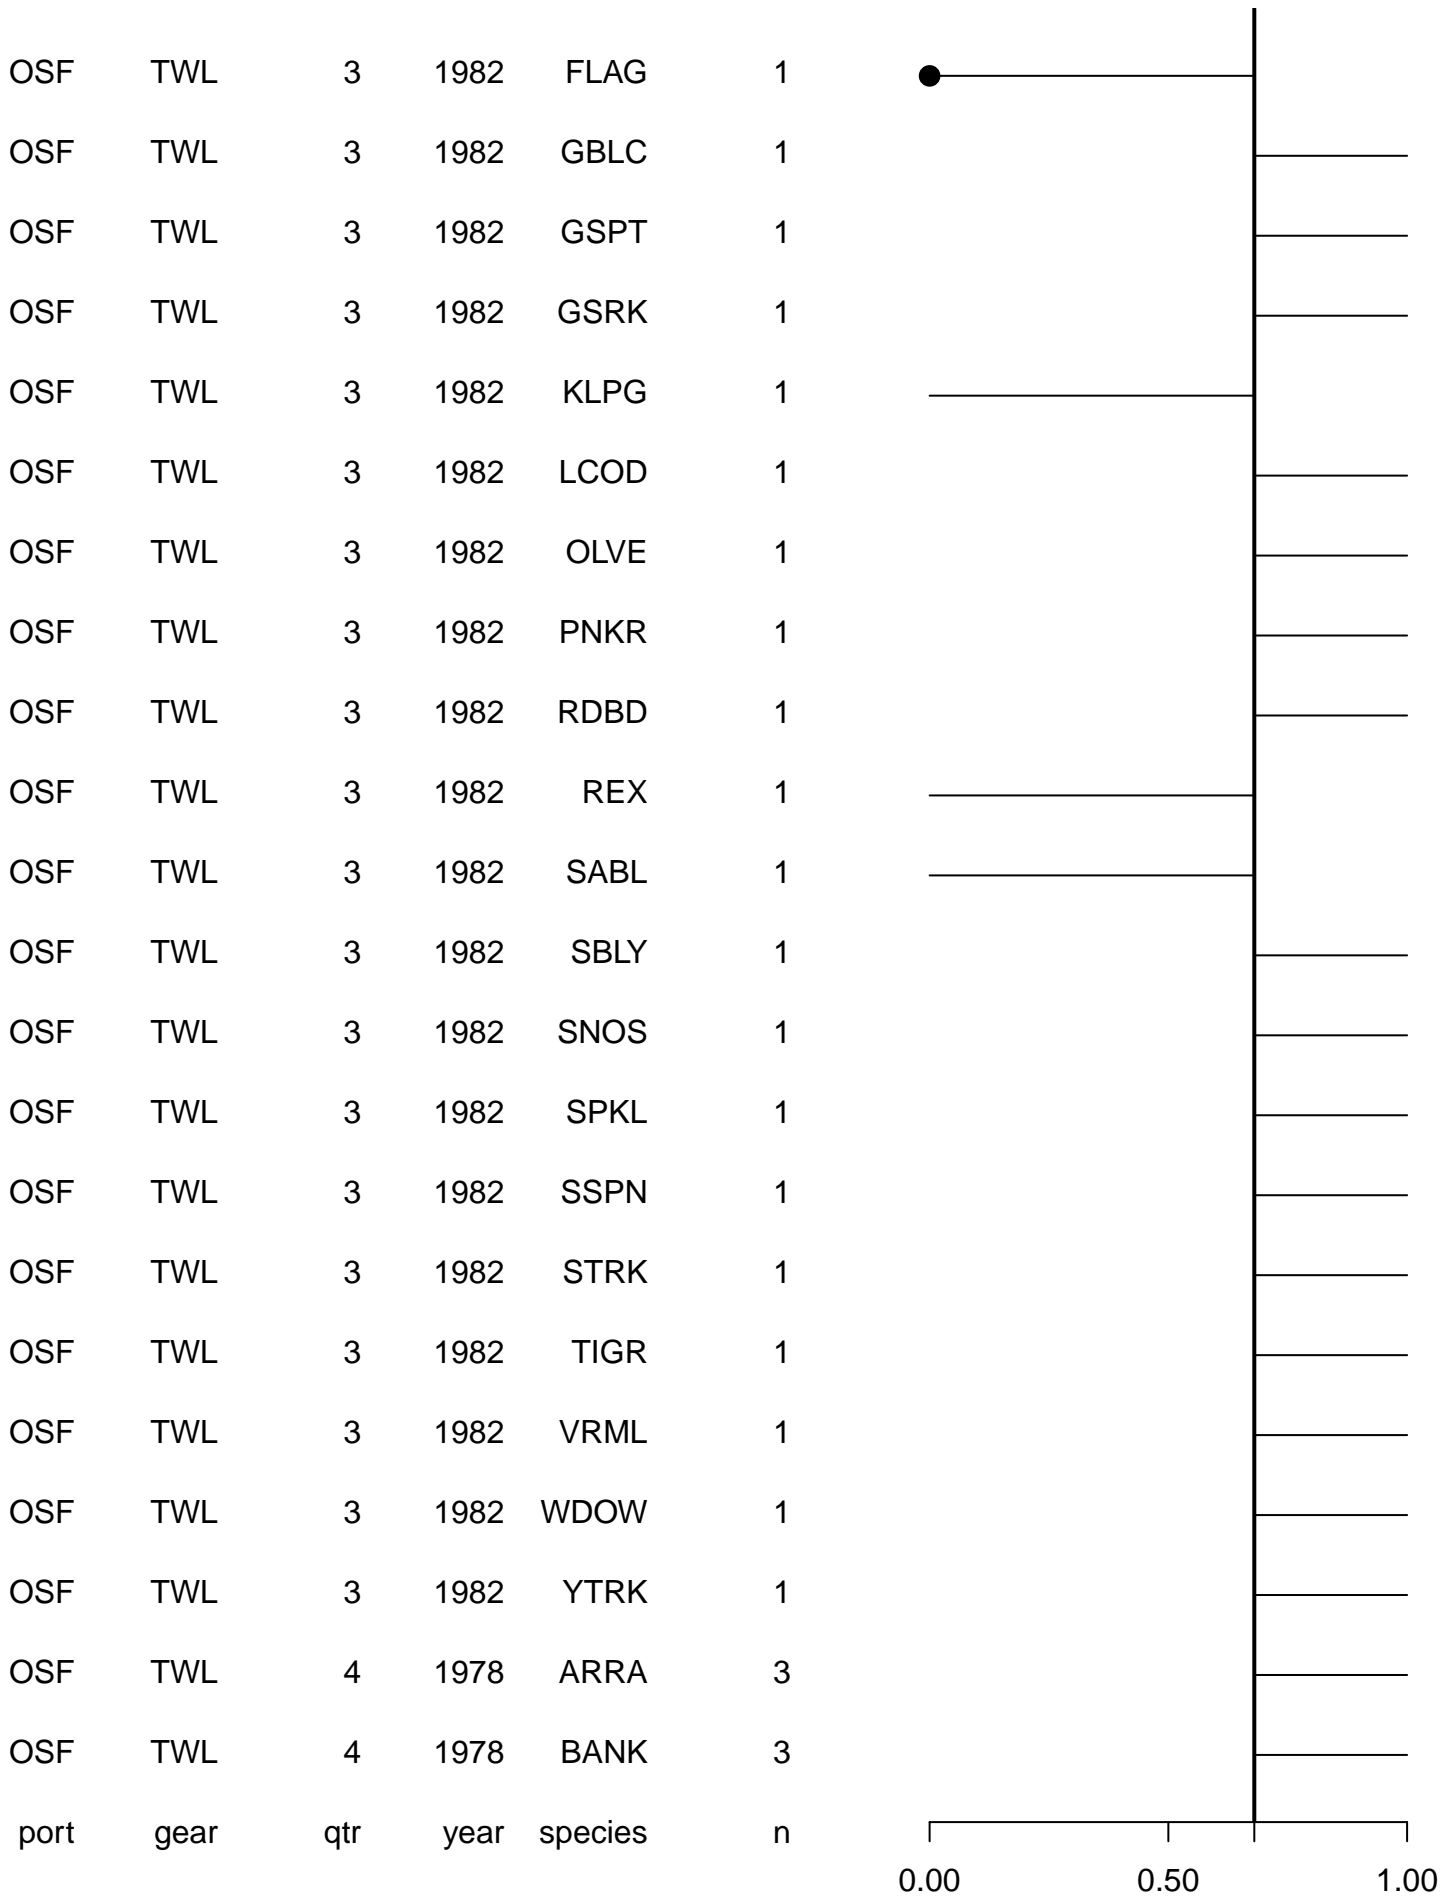 OSF TWL 3 1982 FLAG 1
OSF TWL 3 1982 GBLC 1
OSF TWL 3 1982 GSPT 1
OSF TWL 3 1982 GSRK 1
OSF TWL 3 1982 KLPG 1
OSF TWL 3 1982 LCOD 1
OSF TWL 3 1982 OLVE 1
OSF TWL 3 1982 PNKR 1
OSF TWL 3 1982 RDBD 1
OSF TWL 3 1982 REX 1
OSF TWL 3 1982 SABL 1
OSF TWL 3 1982 SBLY 1
OSF TWL 3 1982 SNOS 1
OSF TWL 3 1982 SPKL 1
OSF TWL 3 1982 SSPN 1
OSF TWL 3 1982 STRK 1
OSF TWL 3 1982 TIGR 1
OSF TWL 3 1982 VRML 1
OSF TWL 3 1982 WDOW 1
OSF TWL 3 1982 YTRK 1
OSF TWL 4 1978 ARRA 3
OSF TWL 4 1978 BANK 3
port gear qtr year species n
0.00 0.50 1.00